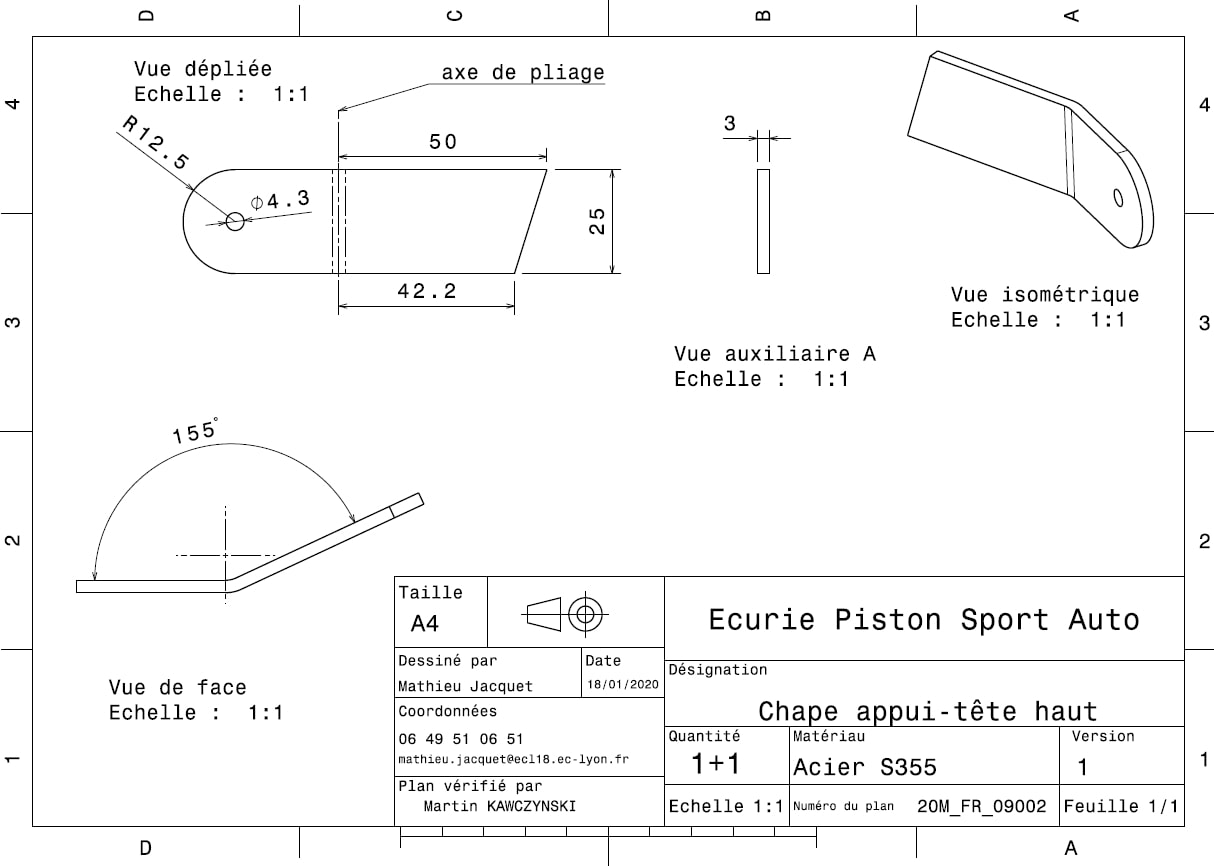 D
C
B
A
4
4
3
3
2
2
1
1
Vue dépliée
Echelle : 1:1
axe de pliage
R12.5
Φ4.3
50
25
42.2
3
Vue auxiliaire A
Echelle : 1:1
Vue isométrique
Echelle : 1:1
155°
Vue de face
Echelle : 1:1
Taille
A4
Ecurie Piston Sport Auto
Dessiné par
Mathieu Jacquet
Date
18/01/2020
Désignation
Chape appui-tête haut
Coordonnées
06 49 51 06 51
mathieu.jacquet@ecl18.ec-lyon.fr
Quantité
1+1
Matériau
Acier S355
Version
1
Plan vérifié par
Martin KAWCZYNSKI
Echelle 1:1
Numéro du plan 20M_FR_09002
Feuille 1/1
D
A